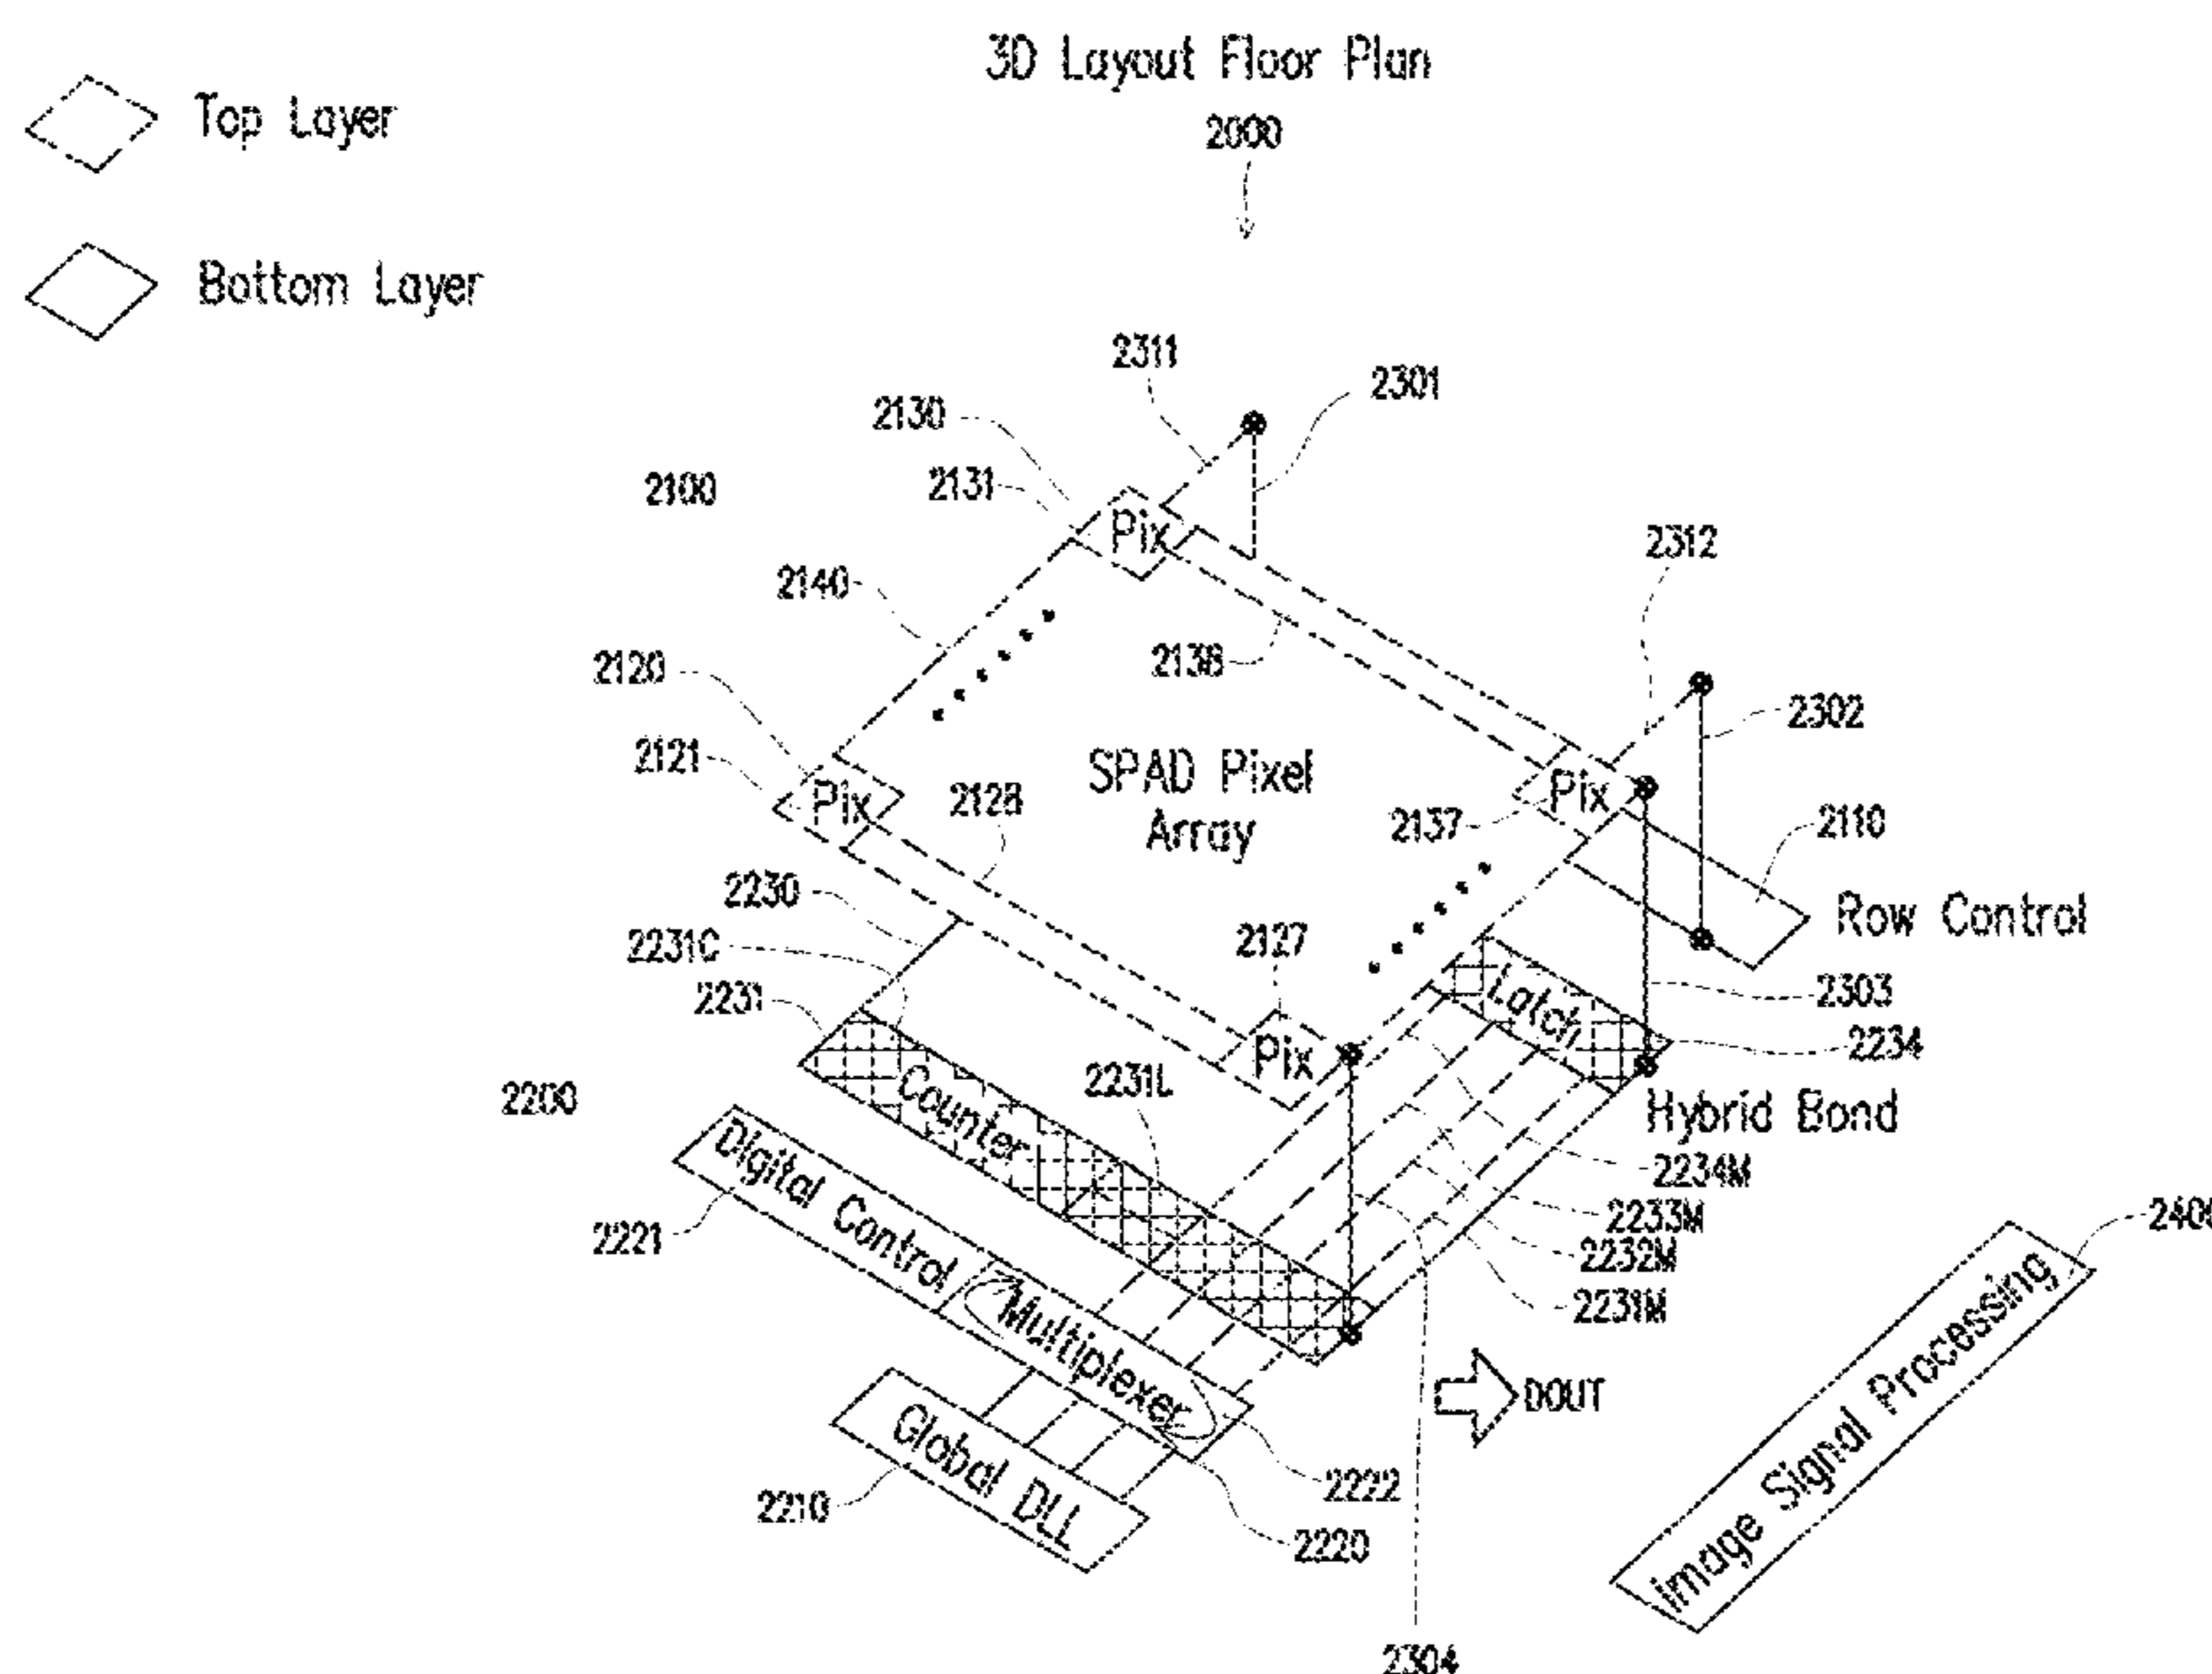 3D Layout Floor Plan
2000
Top Layer
Bottom Layer
2311
2301
2130
2131
2100
Pix
2312
2140
2138
2120
2302
2121
Pix
2128
SPAD Pixel
Array
Pix
2137
2110
2230
Row Control
2231C
2127
2231
Latch
2303
2234
Pix
2231L
Counter
2200
Hybrid Bond
Digital Control
2234M
2233M
2232M
2221
2231M
Multiplexer
DOUT
Global DLL
2222
2210
2220
Image Signal Processing
2304